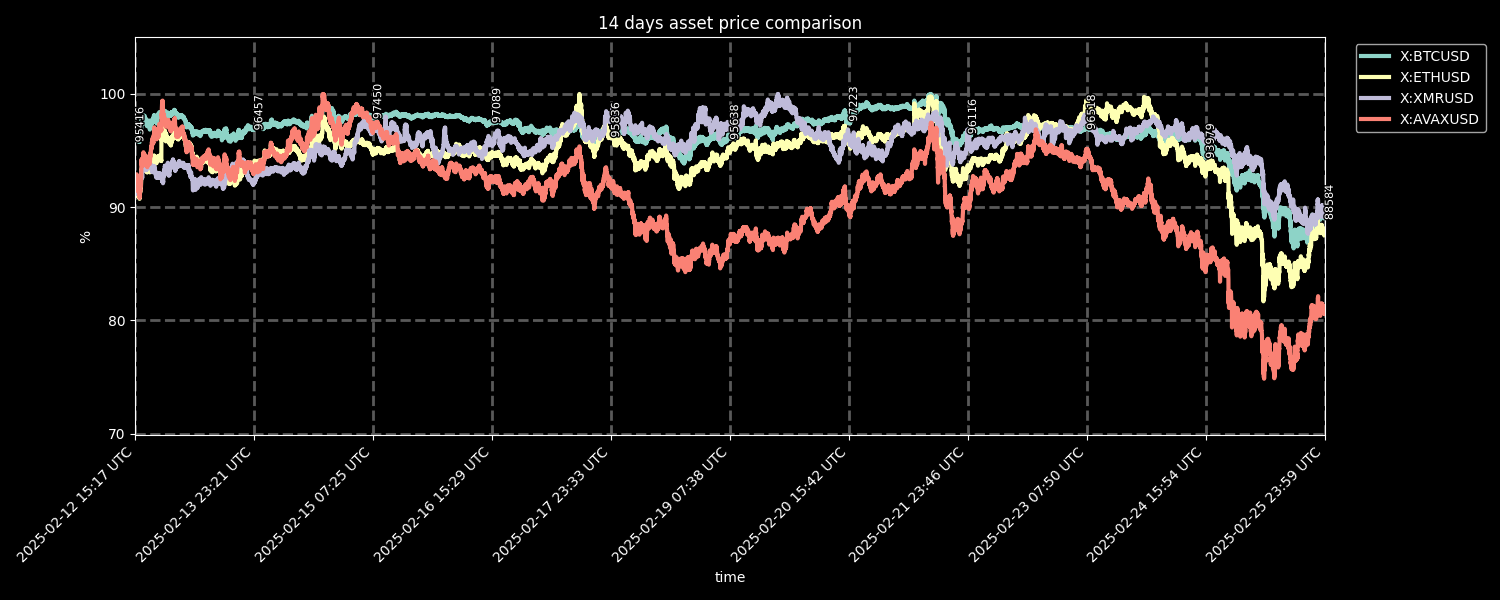 14 days asset price comparison
X:BTCUSD
X:ETHUSD
X:XMRUSD
X:AVAXUSD
100
90
80
70
%
95416
96457
97450
97089
95836
95638
97223
96116
96518
93979
88584
2025-02-12 15:17 UTC
2025-02-13 23:21 UTC
2025-02-15 07:25 UTC
2025-02-16 15:29 UTC
2025-02-17 23:33 UTC
2025-02-19 07:38 UTC
2025-02-20 15:42 UTC
2025-02-21 23:46 UTC
2025-02-23 07:50 UTC
2025-02-24 15:54 UTC
2025-02-25 23:59 UTC
time